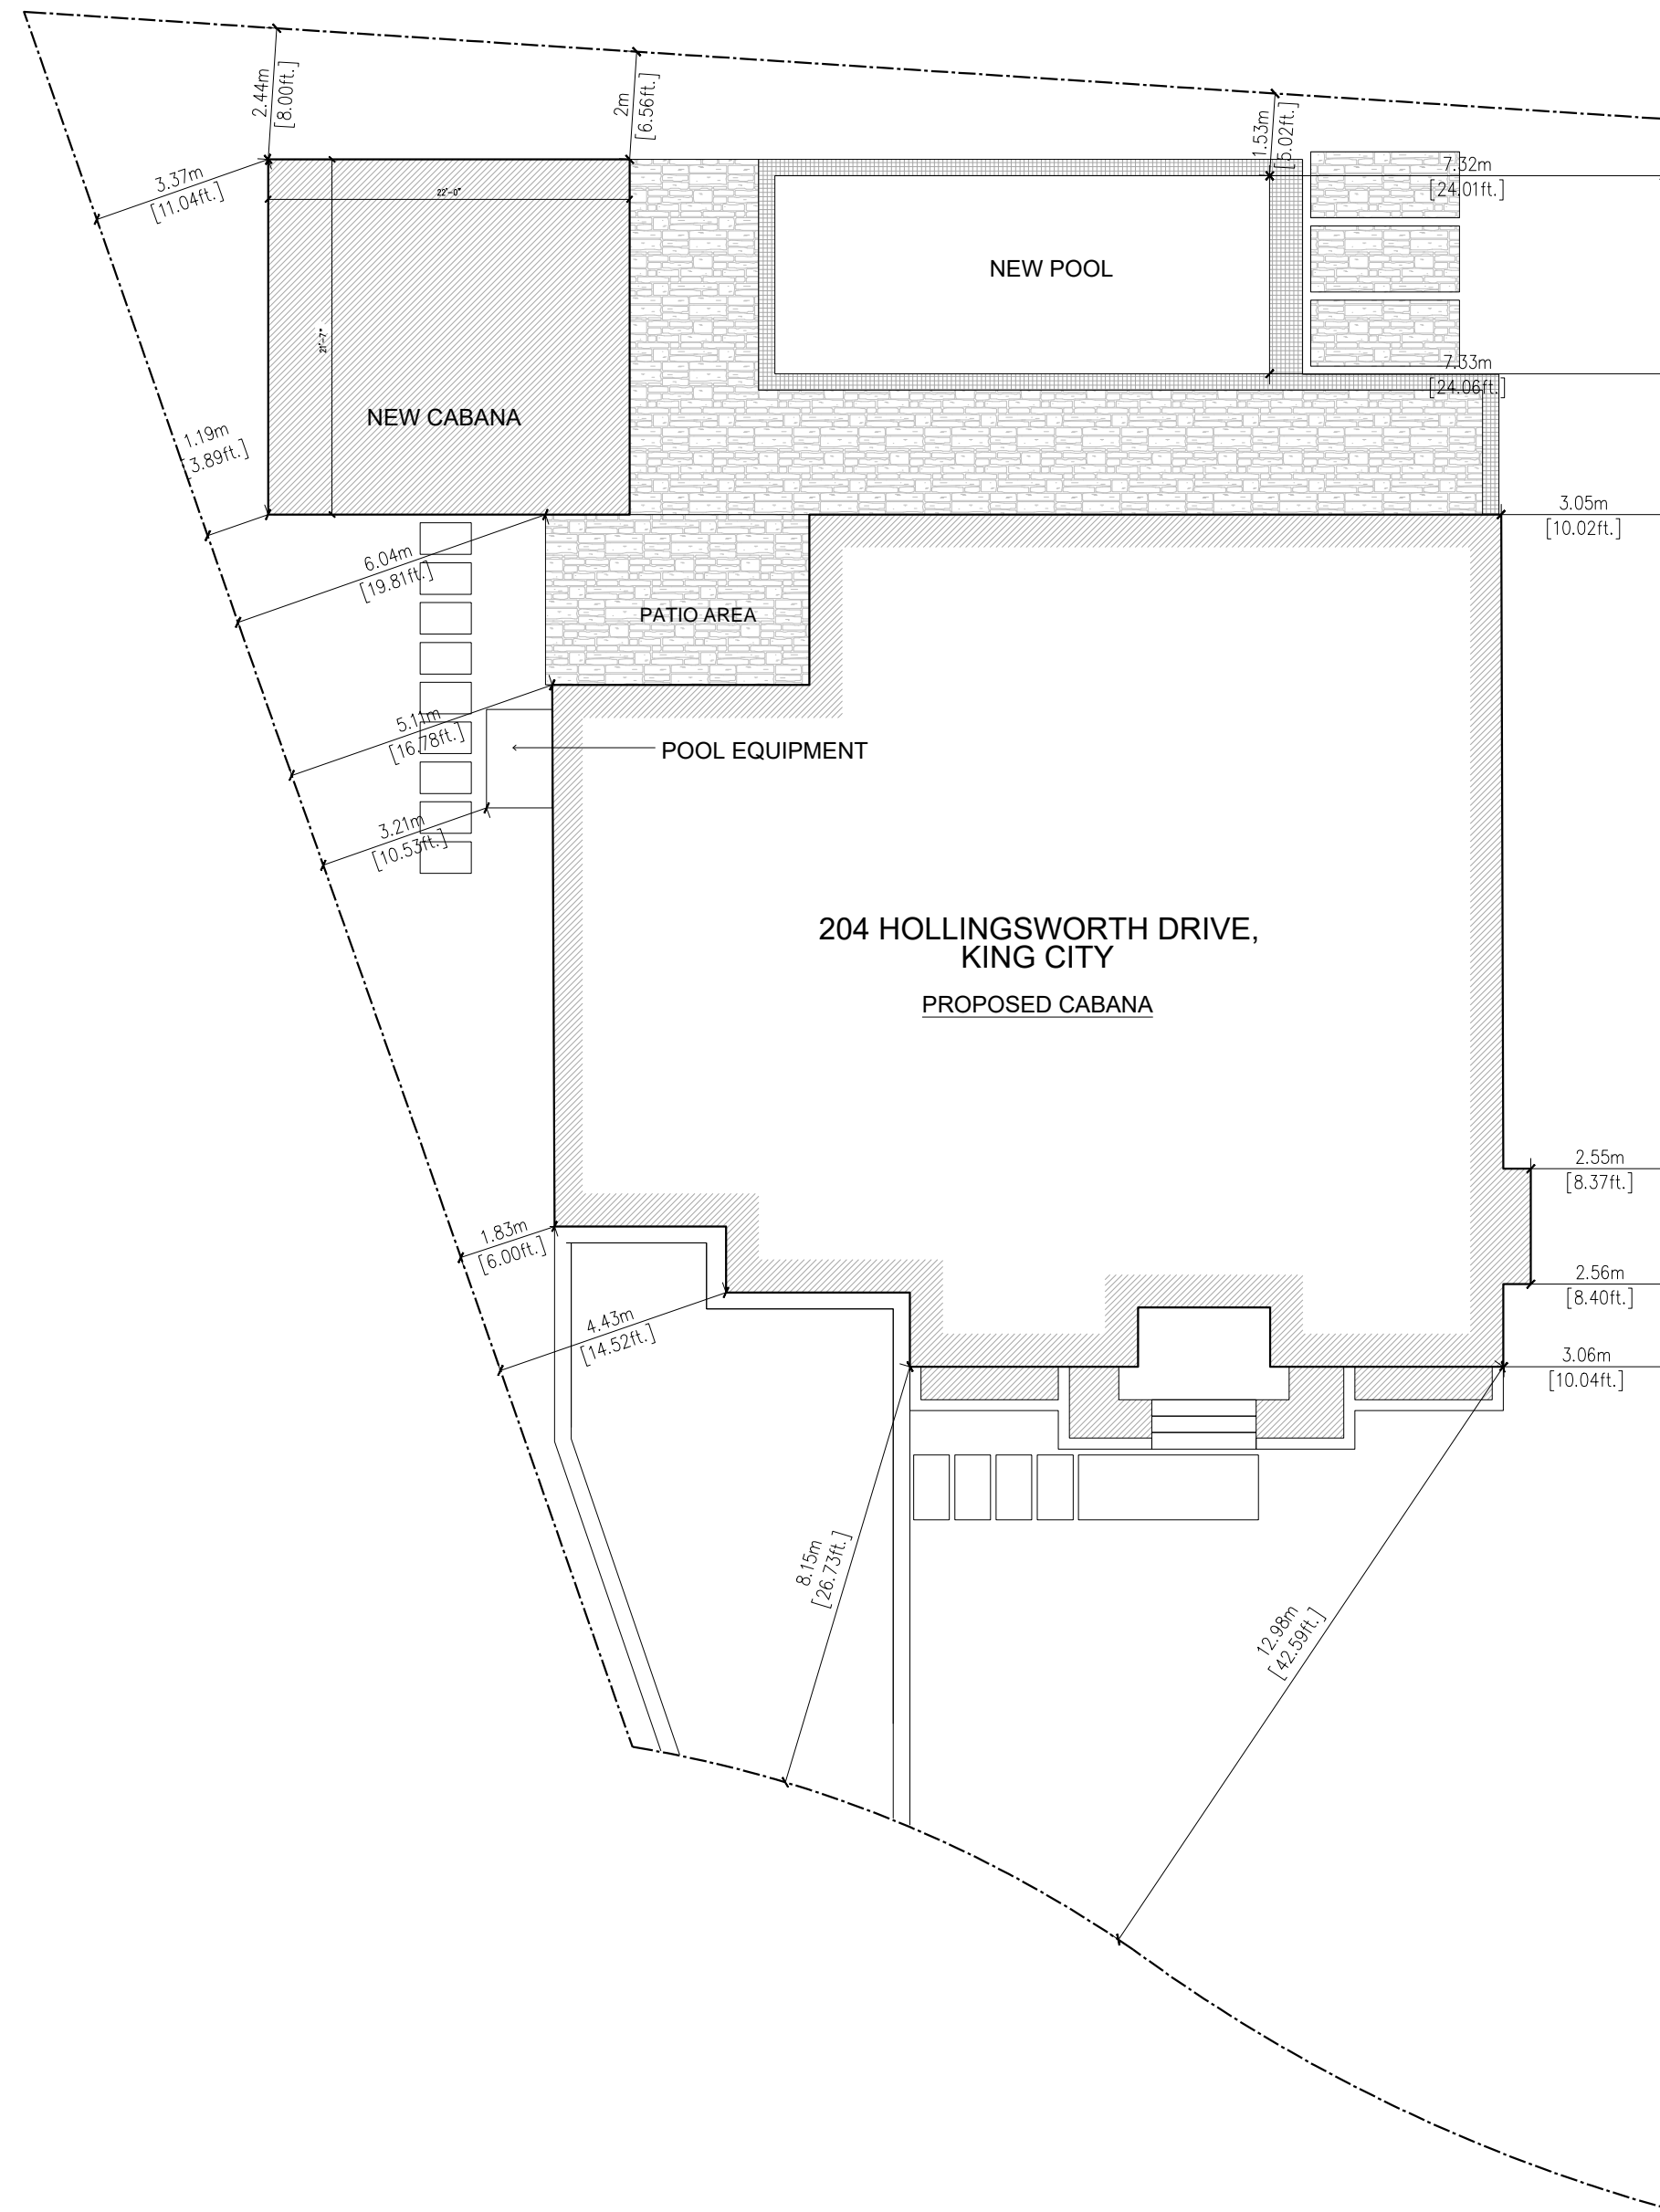 2.44m
[8.00ft.]
2m
[6.56ft.]
1.53m
[5.02ft.]
7.32m
[24.01ft.]
3.37m
[11.04ft.]
22'-0"
NEW POOL
21'-7"
7.33m
[24.06ft.]
NEW CABANA
1.19m
[3.89ft.]
3.05m
[10.02ft.]
6.04m
[19.81ft.]
PATIO AREA
5.11m
[16.78ft.]
POOL EQUIPMENT
3.21m
[10.53ft.]
204 HOLLINGSWORTH DRIVE,
KING CITY
PROPOSED CABANA
2.55m
[8.37ft.]
1.83m
[6.00ft.]
2.56m
[8.40ft.]
4.43m
[14.52ft.]
3.06m
[10.04ft.]
8.15m
[26.73ft.]
12.98m
[42.59ft.]